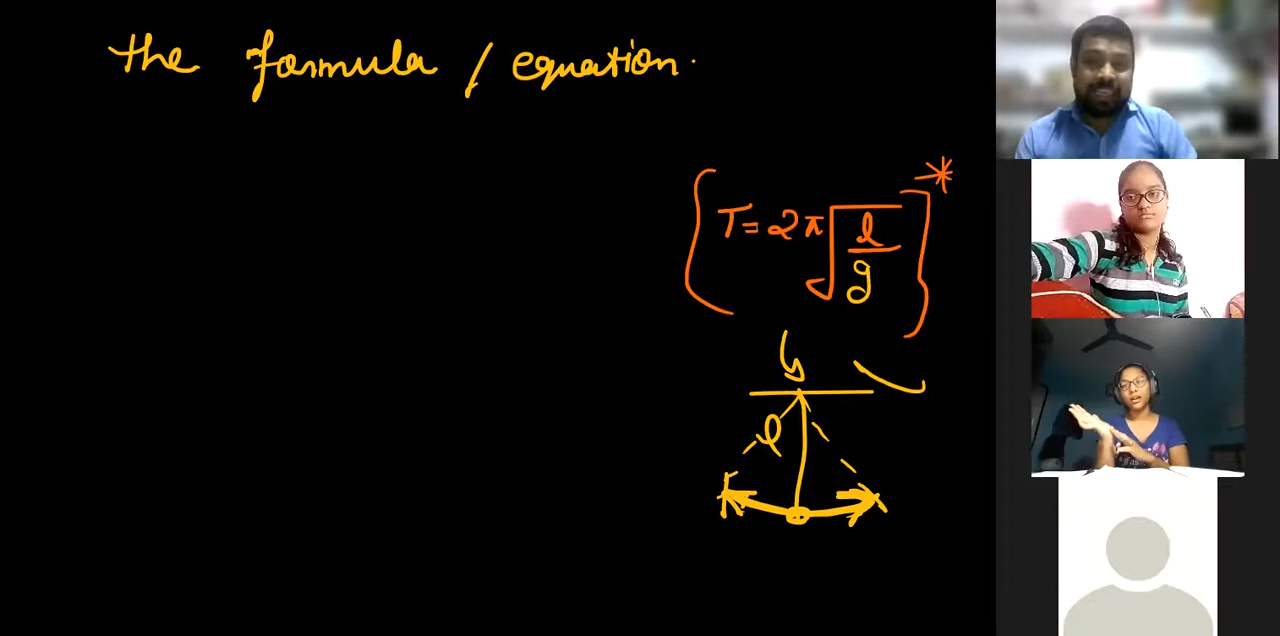 the formula / equation.
T = 2π√(l/g) *
l